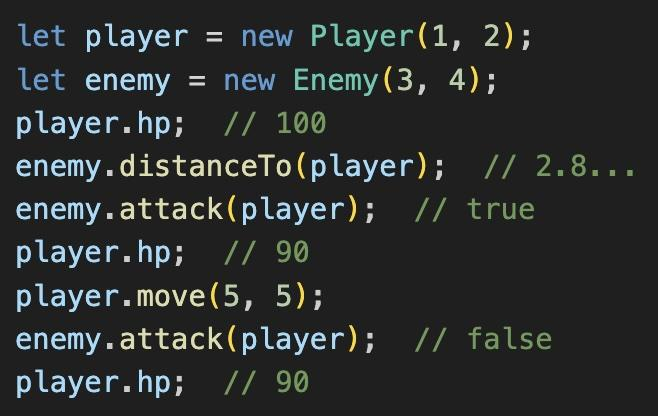 let player = new Player(1, 2);
let enemy = new Enemy(3, 4);
player.hp;  // 100
enemy.distanceTo(player);  // 2.8...
enemy.attack(player);  // true
player.hp;  // 90
player.move(5, 5);
enemy.attack(player);  // false
player.hp;  // 90